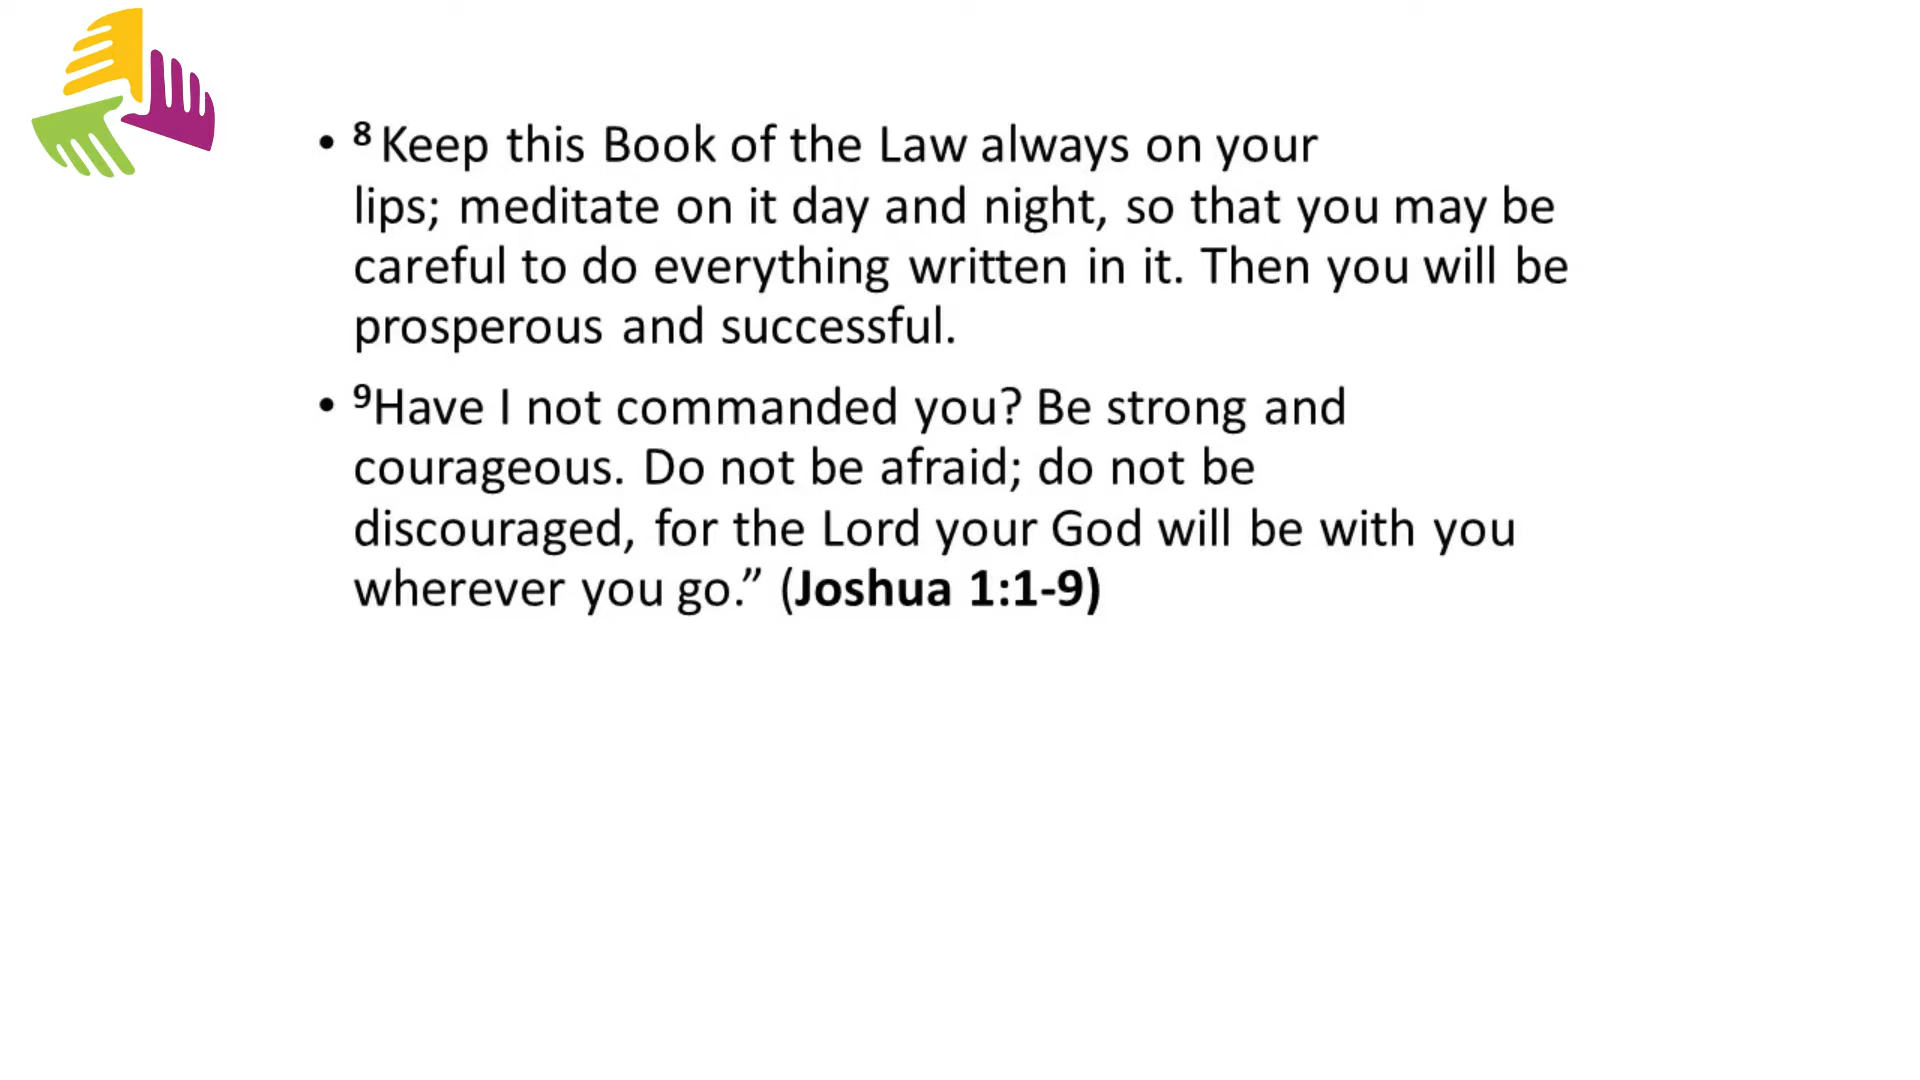 • ⁸ Keep this Book of the Law always on your
lips; meditate on it day and night, so that you may be
careful to do everything written in it. Then you will be
prosperous and successful.
• ⁹Have I not commanded you? Be strong and
courageous. Do not be afraid; do not be
discouraged, for the Lord your God will be with you
wherever you go.” (Joshua 1:1-9)